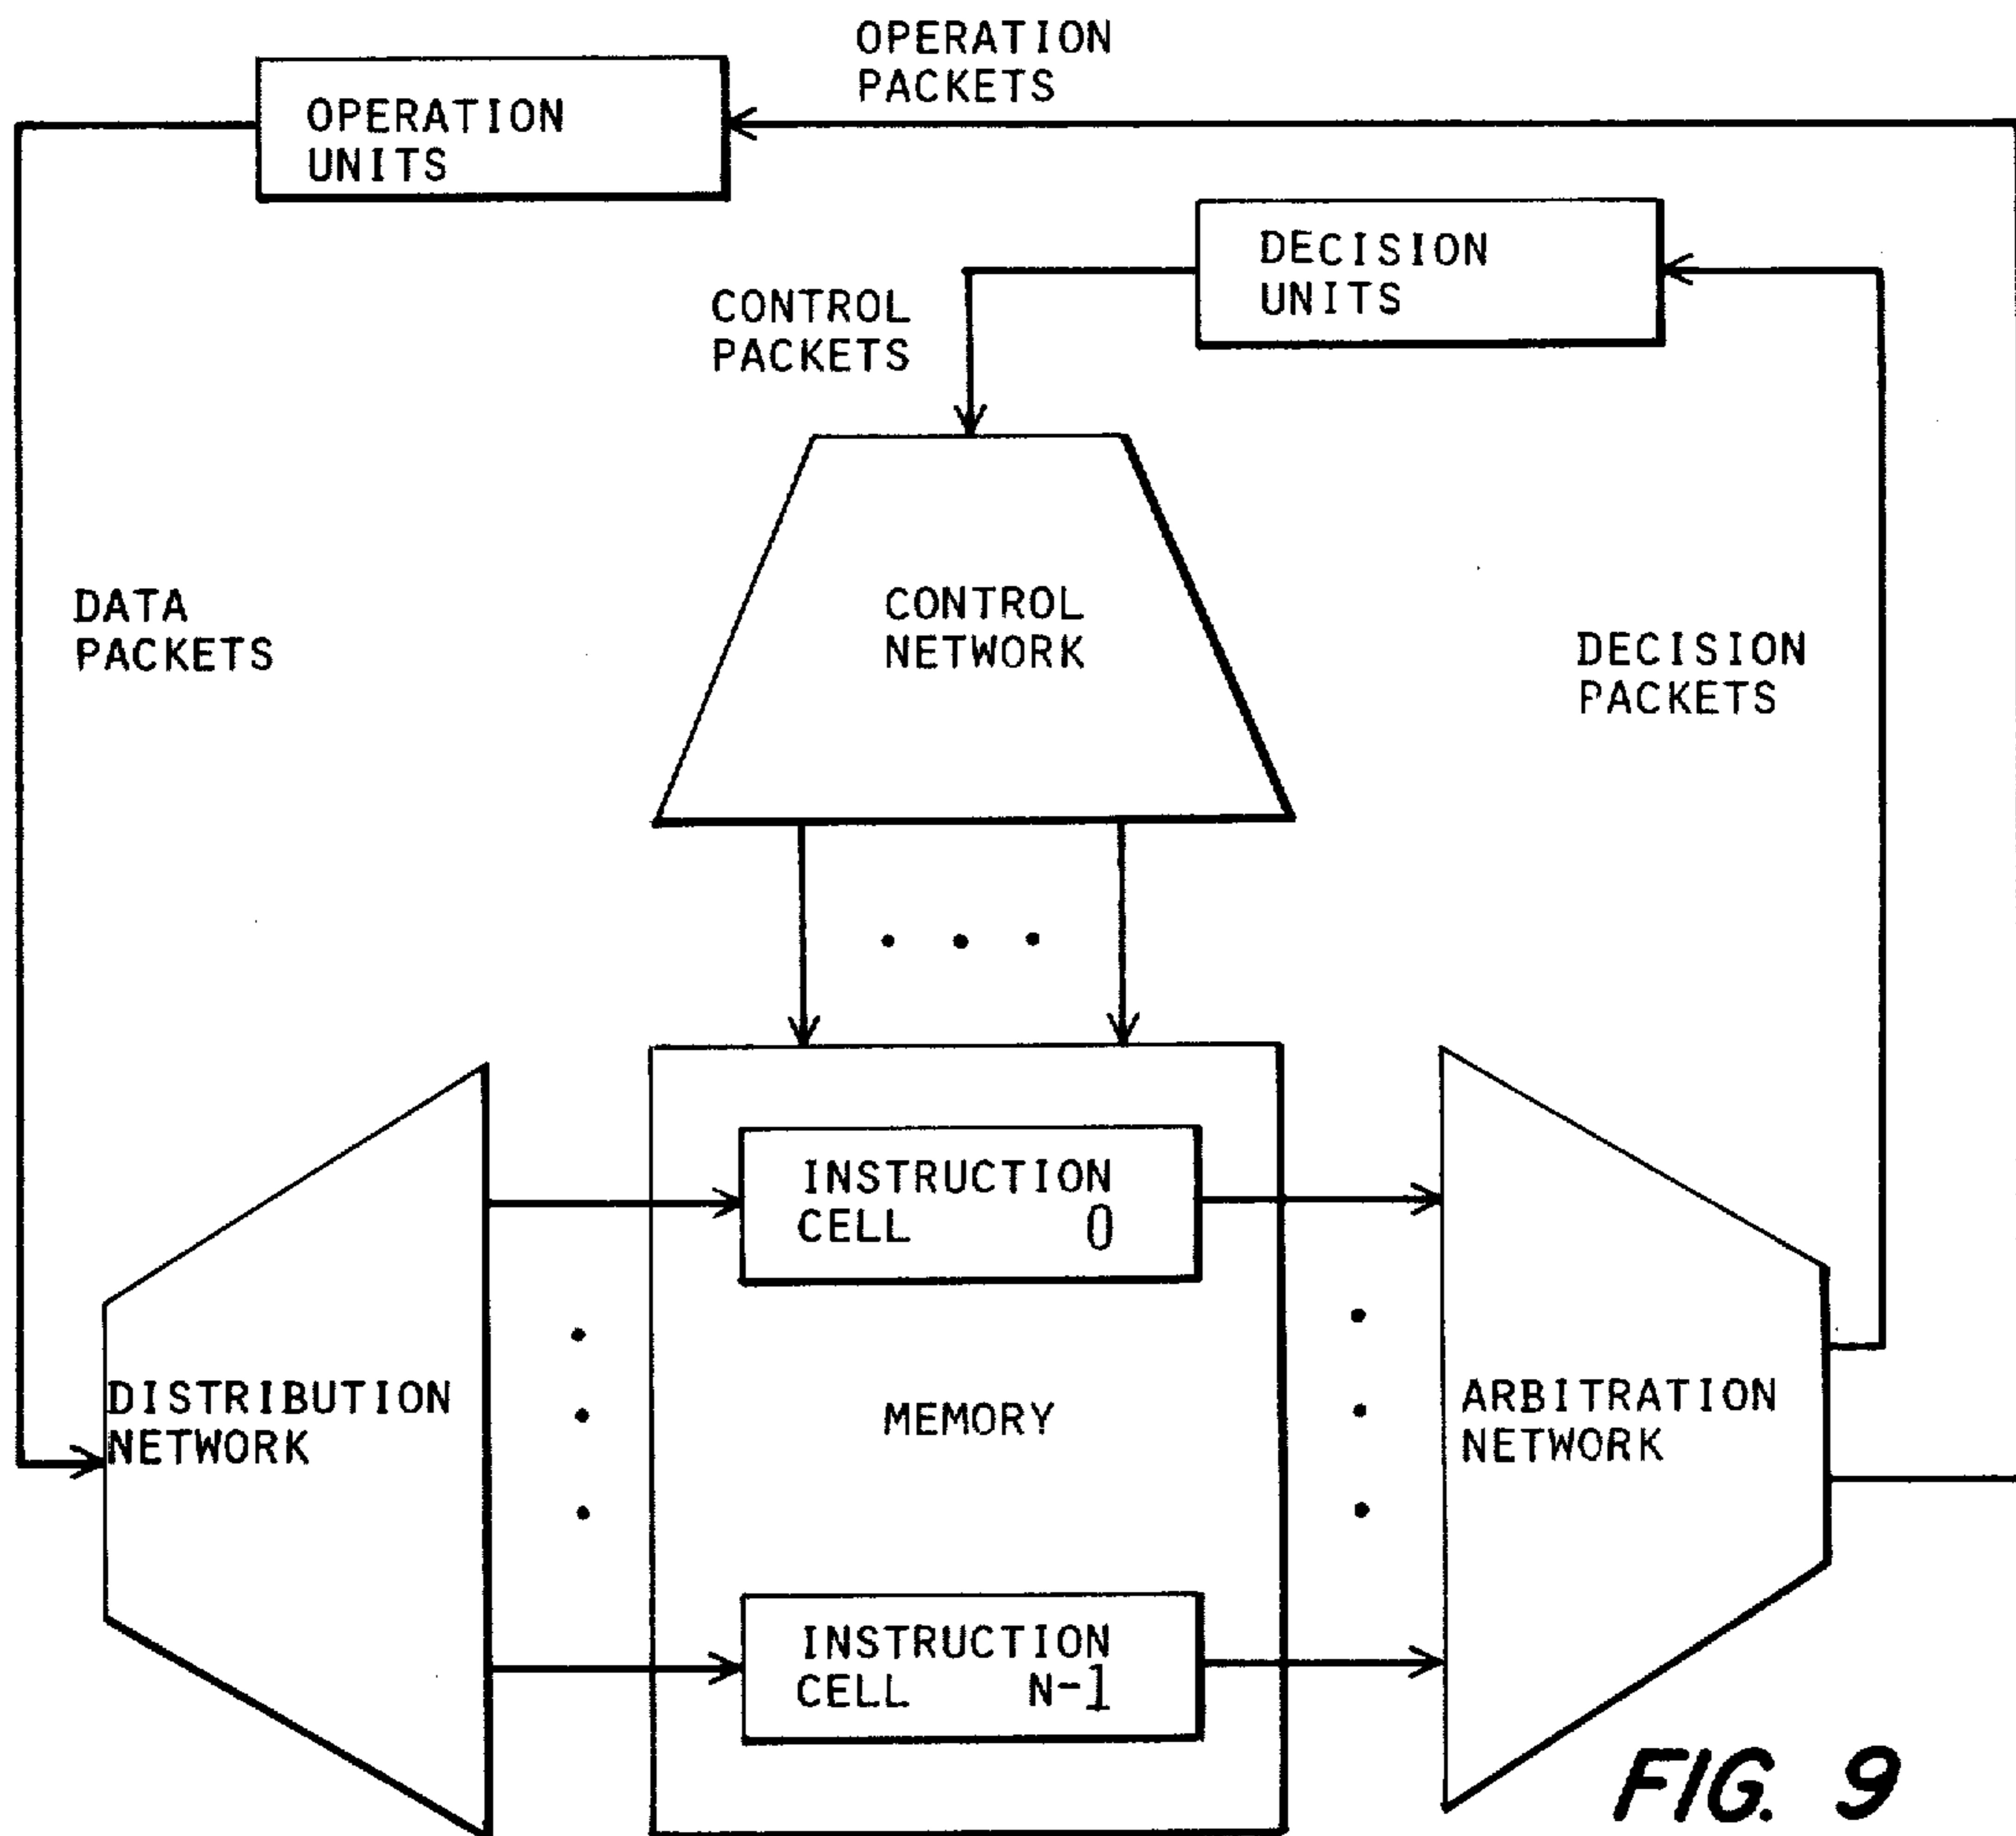 OPERATION
PACKETS
OPERATION
UNITS
DECISION
UNITS
CONTROL
PACKETS
DATA
PACKETS
CONTROL
NETWORK
DECISION
PACKETS
INSTRUCTION
CELL 0
DISTRIBUTION
NETWORK
MEMORY
ARBITRATION
NETWORK
INSTRUCTION
CELL N-1
FIG. 9